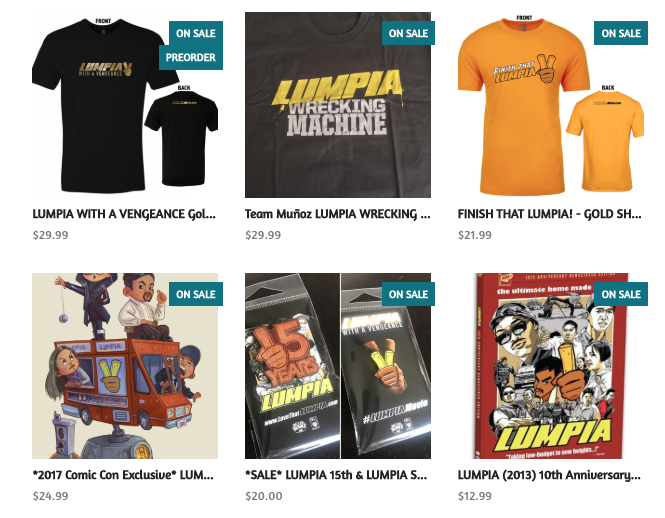 FRONT
ON SALE
PREORDER
LUMPIA
WITH A VENGEANCE
BACK
LUMPIA WITH A VENGEANCE Gol...
$29.99
ON SALE
LUMPIA
WRECKING
MACHINE
Team Muñoz LUMPIA WRECKING ...
$29.99
FRONT
ON SALE
FINISH THAT
LUMPIA
BACK
FINISH THAT LUMPIA! - GOLD SH...
$21.99
ON SALE
LUMPIA
*2017 Comic Con Exclusive* LUM...
$24.99
ON SALE
15
YEARS
LUMPIA
www.LoveThatLUMPIA.com
LUMPIA
WITH A VENGEANCE
#LUMPIAMovie
*SALE* LUMPIA 15th & LUMPIA S...
$20.00
10TH ANNIVERSARY REMASTERED EDITION
ON SALE
the ultimate home made
LUMPIA
LUMPIA
"Taking low-budget to new heights..."
LUMPIA (2013) 10th Anniversary...
$12.99